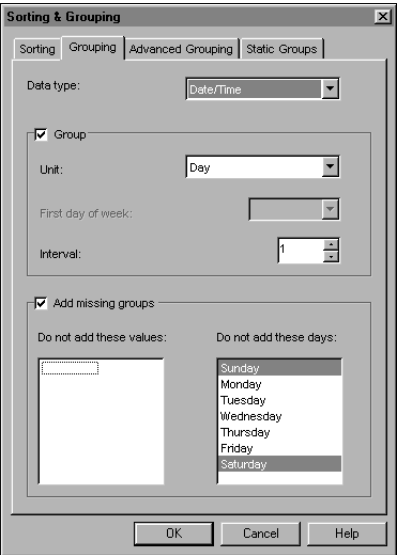 Sorting & Grouping
Sorting Grouping Advanced Grouping Static Groups
Data type: Date/Time
Group
Unit: Day
First day of week:
Interval: 1
Add missing groups
Do not add these values: Do not add these days:
Sunday
Monday
Tuesday
Wednesday
Thursday
Friday
Saturday
OK Cancel Help